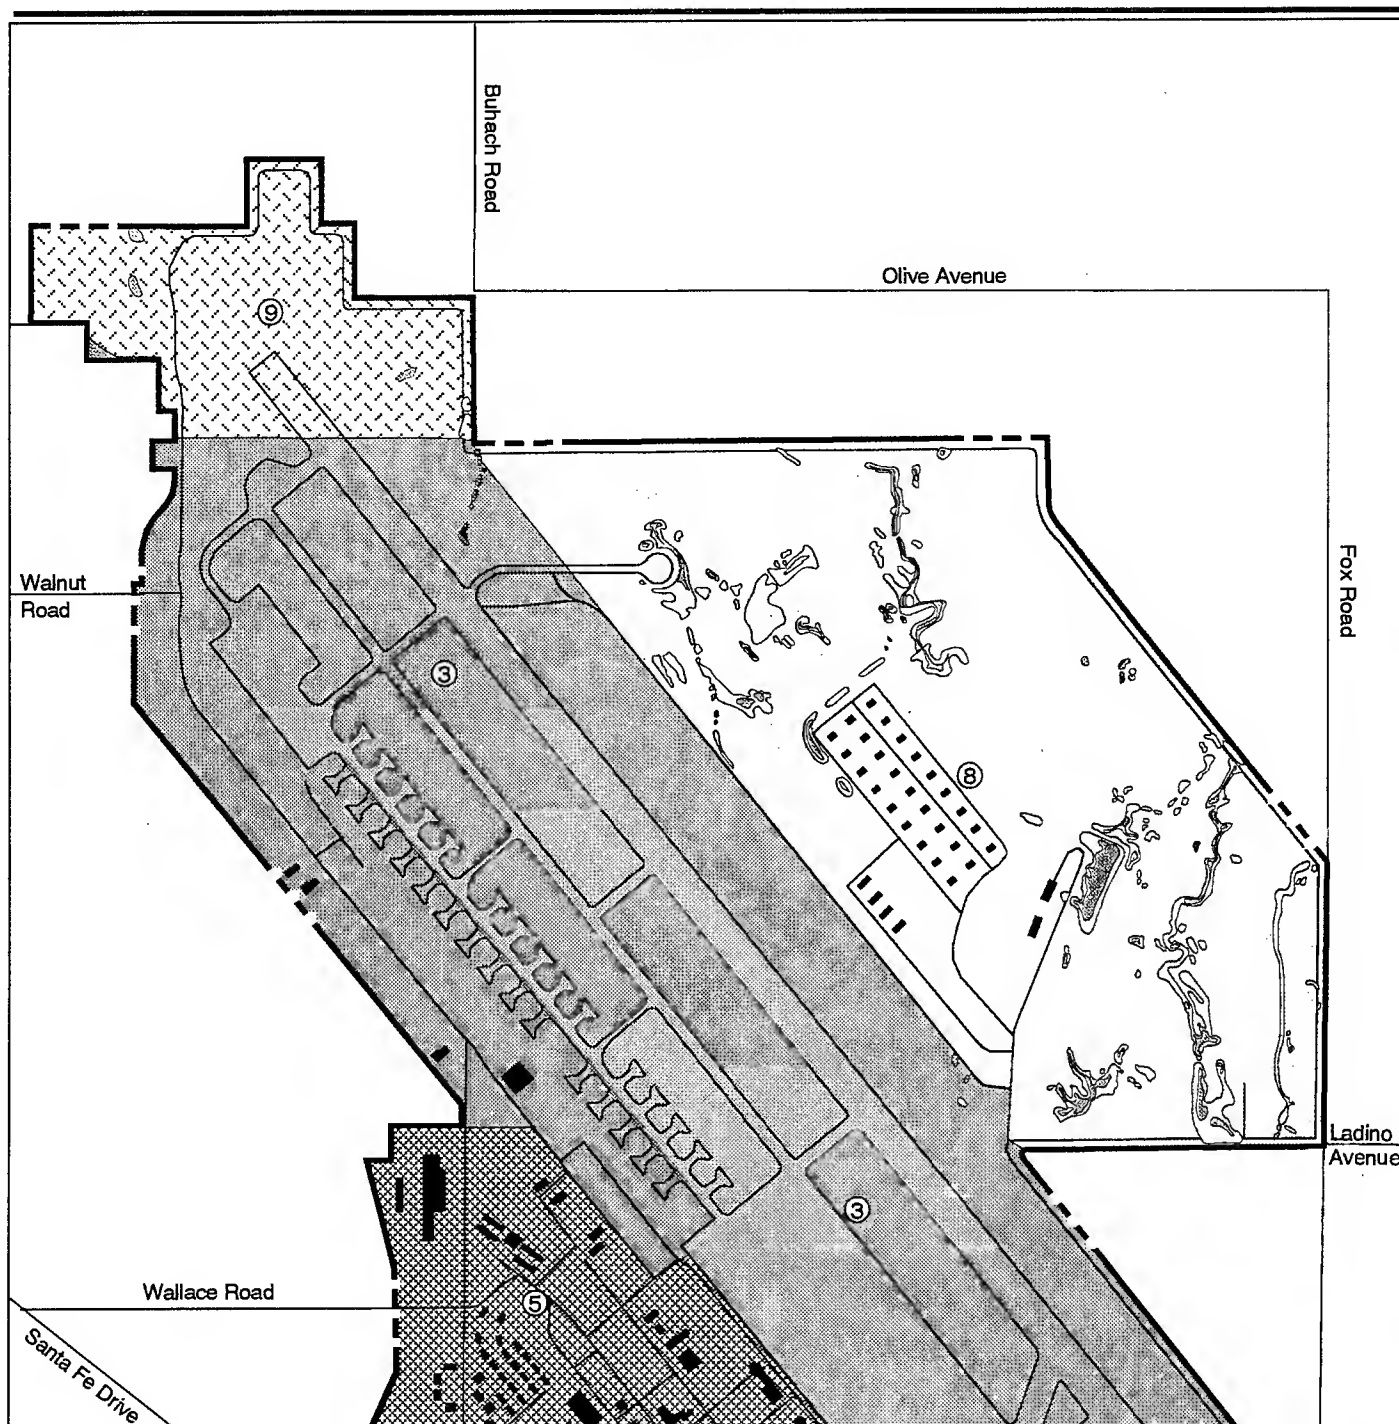 Buhach Road
Olive Avenue
⑨
Walnut
Road
Fox Road
③
⑧
Ladino
Avenue
③
Wallace Road
⑤
Santa Fe Drive